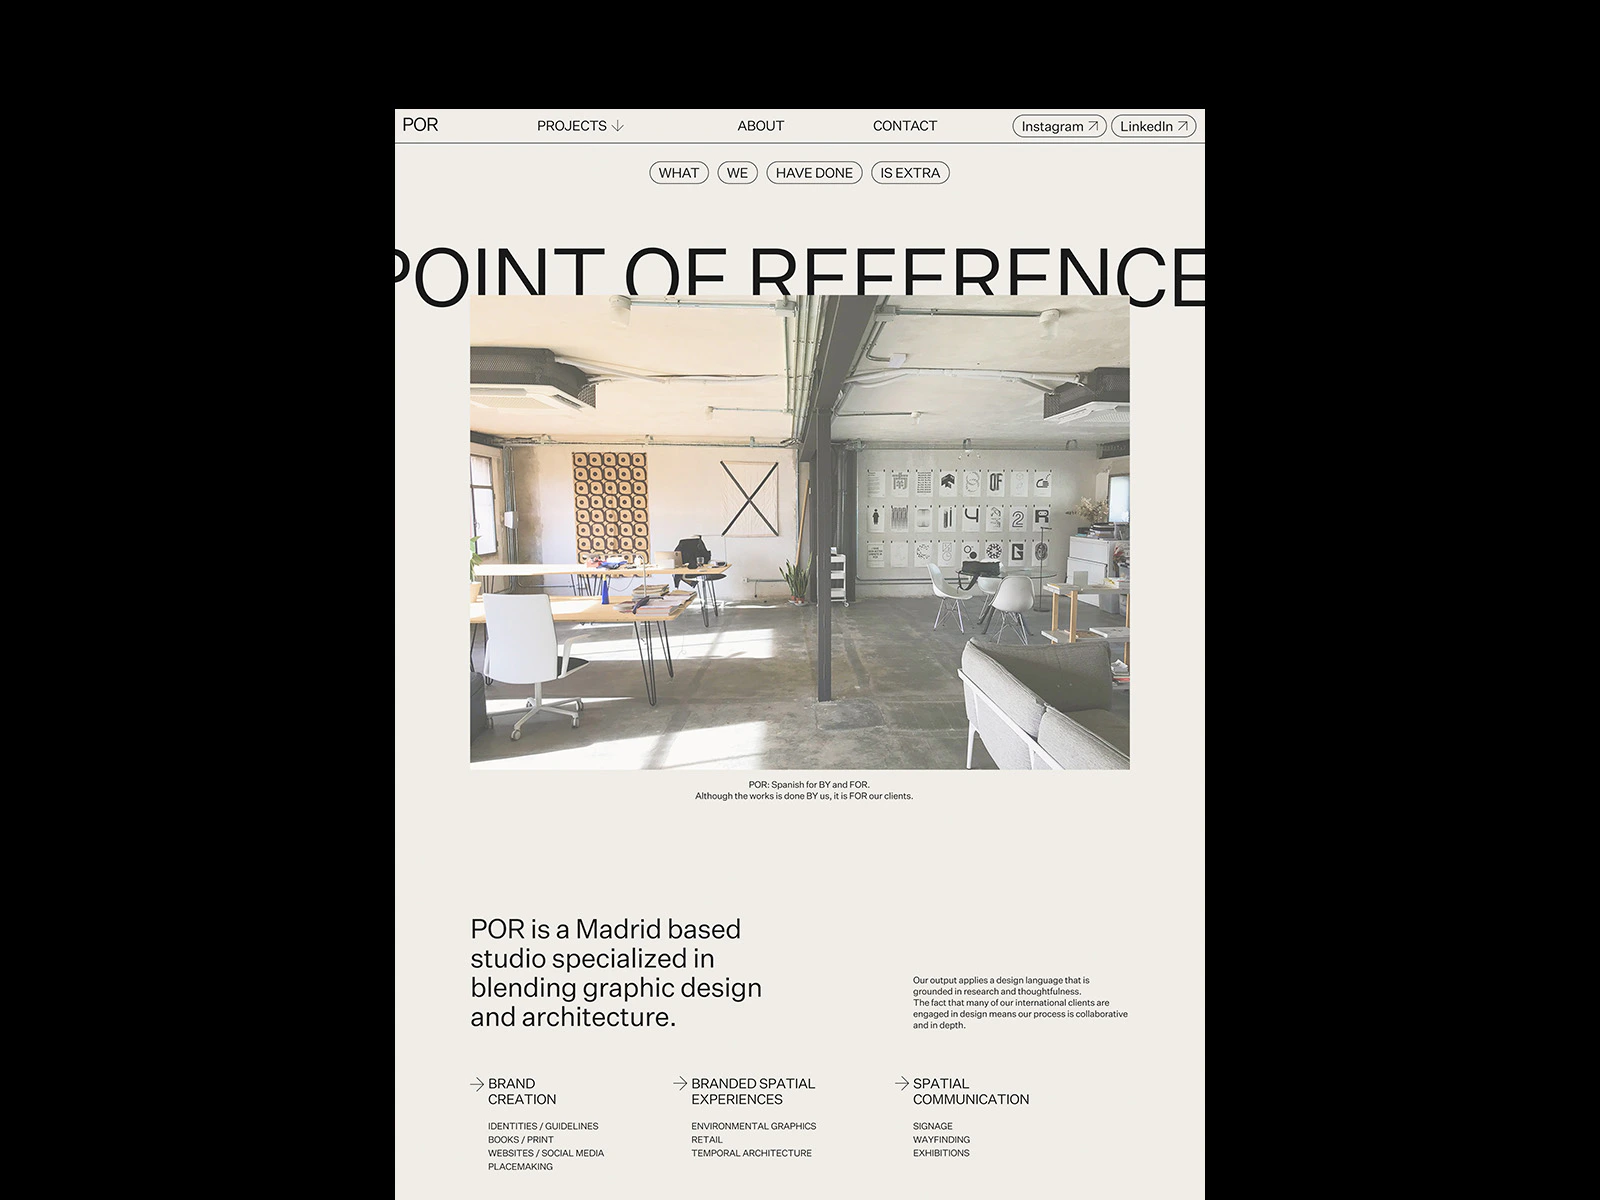 POR PROJECTS ↓ ABOUT CONTACT Instagram ↗ LinkedIn ↗
WHAT WE HAVE DONE IS EXTRA
POINT OF REFERENCE
OF
2 R
POR: Spanish for BY and FOR.
Although the works is done BY us, it is FOR our clients.
POR is a Madrid based
studio specialized in
blending graphic design
and architecture.
Our output applies a design language that is
grounded in research and thoughtfulness.
The fact that many of our international clients are
engaged in design means our process is collaborative
and in depth.
→ BRAND
CREATION
IDENTITIES / GUIDELINES
BOOKS / PRINT
WEBSITES / SOCIAL MEDIA
PLACEMAKING
→ BRANDED SPATIAL
EXPERIENCES
ENVIRONMENTAL GRAPHICS
RETAIL
TEMPORAL ARCHITECTURE
→ SPATIAL
COMMUNICATION
SIGNAGE
WAYFINDING
EXHIBITIONS